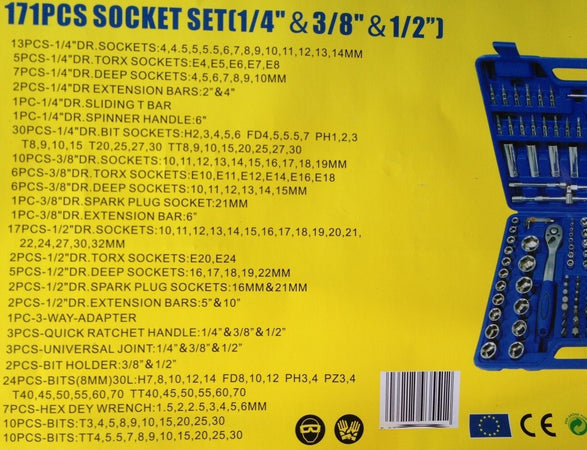 171PCS SOCKET SET(1/4" & 3/8" & 1/2")
13PCS-1/4"DR.SOCKETS:4,4.5,5,5.5,6,7,8,9,10,11,12,13,14MM
5PCS-1/4"DR.TORX SOCKETS:E4,E5,E6,E7,E8
7PCS-1/4"DR.DEEP SOCKETS:4,5,6,7,8,9,10MM
2PCS-1/4"DR EXTENSION BARS:2"&4"
1PC-1/4"DR.SLIDING T BAR
1PC-1/4"DR.SPINNER HANDLE:6"
30PCS-1/4"DR.BIT SOCKETS:H2,3,4,5,6 FD4,5.5,7 PH1,2,3
T8,9,10,15 T20,25,27,30 TT8,9,10,15,20,25,27,30
10PCS-3/8"DR.SOCKETS:10,11,12,13,14,15,16,17,18,19MM
6PCS-3/8"DR.TORX SOCKETS:E10,E11,E12,E14,E16,E18
6PCS-3/8"DR.DEEP SOCKETS:10,11,12,13,14,15MM
1PC-3/8"DR.SPARK PLUG SOCKET:21MM
1PC-3/8"DR.EXTENSION BAR:6"
17PCS-1/2"DR.SOCKETS:10,11,12,13,14,15,16,17,18,19,20,21,
22,24,27,30,32MM
2PCS-1/2"DR.TORX SOCKETS:E20,E24
5PCS-1/2"DR.DEEP SOCKETS:16,17,18,19,22MM
2PCS-1/2"DR.SPARK PLUG SOCKETS:16MM&21MM
2PCS-1/2"DR.EXTENSION BARS:5"&10"
1PC-3-WAY-ADAPTER
3PCS-QUICK RATCHET HANDLE:1/4"&3/8"&1/2"
3PCS-UNIVERSAL JOINT:1/4"&3/8"&1/2"
2PCS-BIT HOLDER:3/8"&1/2"
24PCS-BITS(8MM)30L:H7,8,10,12,14 FD8,10,12 PH3,4 PZ3,4
T40,45,50,55,60,70 TT40,45,50,55,60,70
7PCS-HEX DEY WRENCH:1.5,2,2.5,3,4,5,6MM
10PCS-BITS:T3,4,5,8,9,10,15,20,25,30
10PCS-BITS:TT4,5.5,7,8,9,10,15,20,25,30
CE